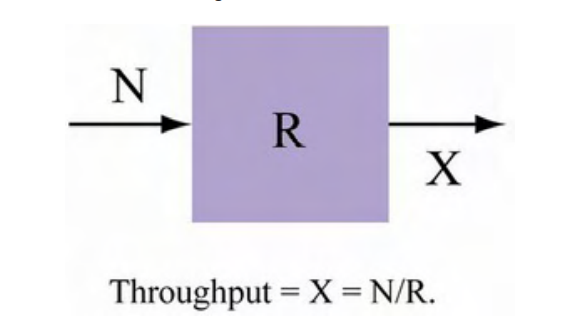 N
R
X
Throughput = X = N/R.